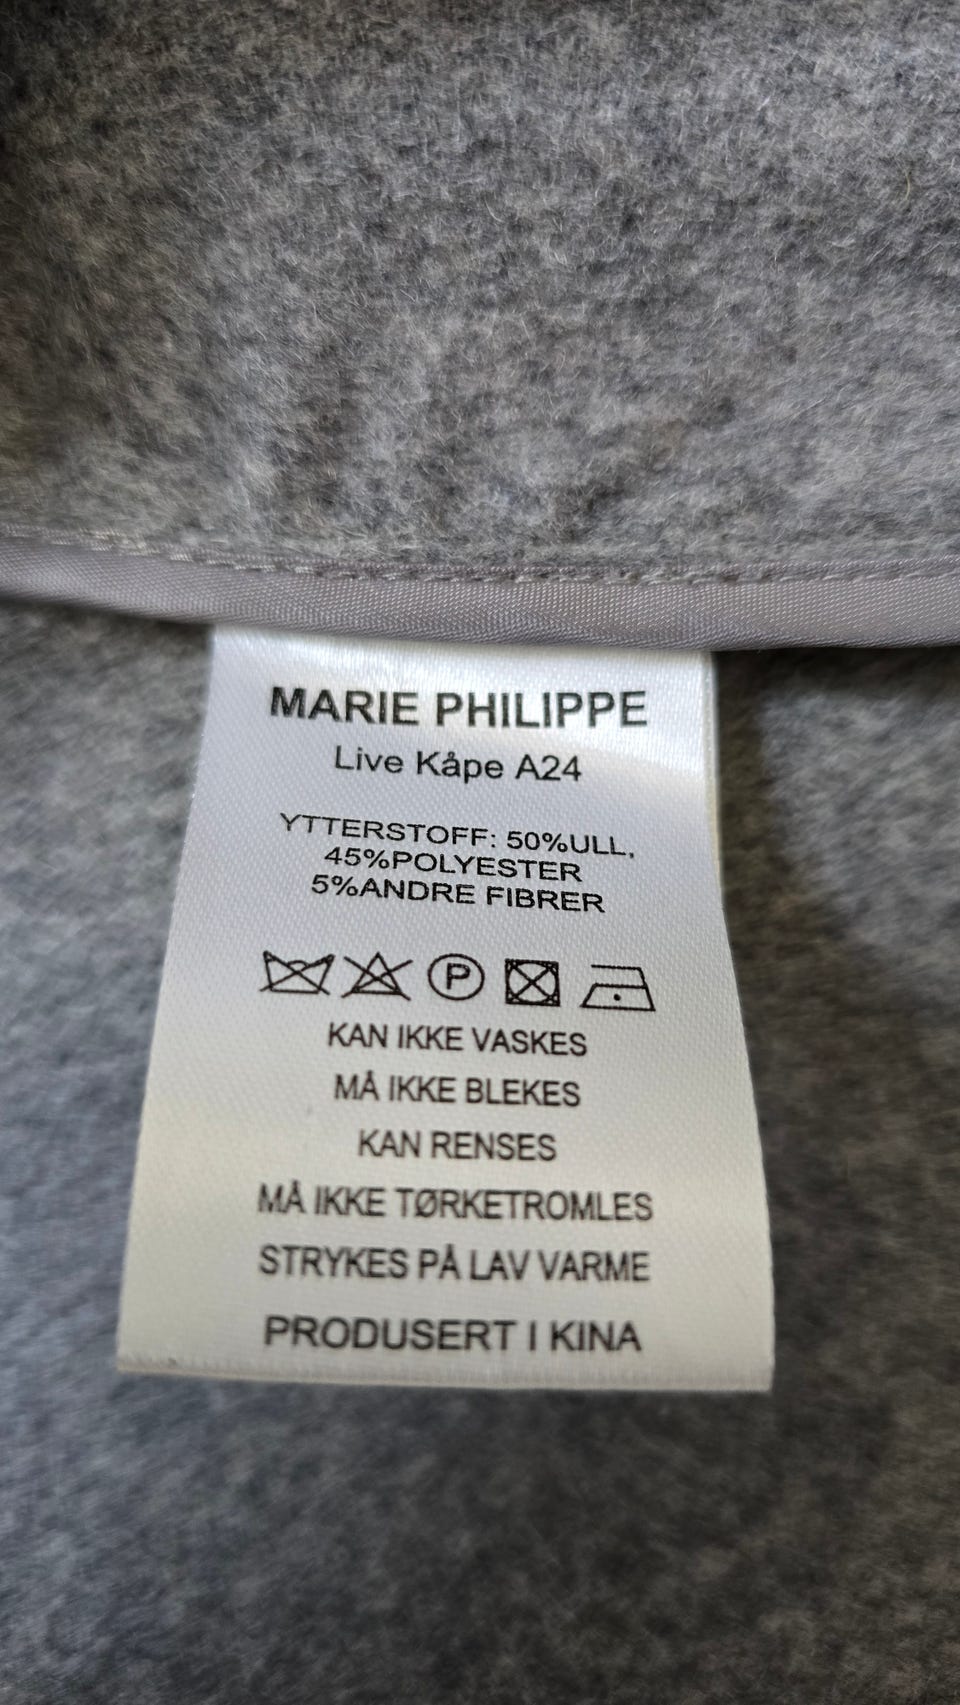 MARIE PHILIPPE
Live Kåpe A24
YTTERSTOFF: 50%ULL,
45%POLYESTER
5%ANDRE FIBRER
P
KAN IKKE VASKES
MÅ IKKE BLEKES
KAN RENSES
MÅ IKKE TØRKETROMLES
STRYKES PÅ LAV VARME
PRODUSERT I KINA